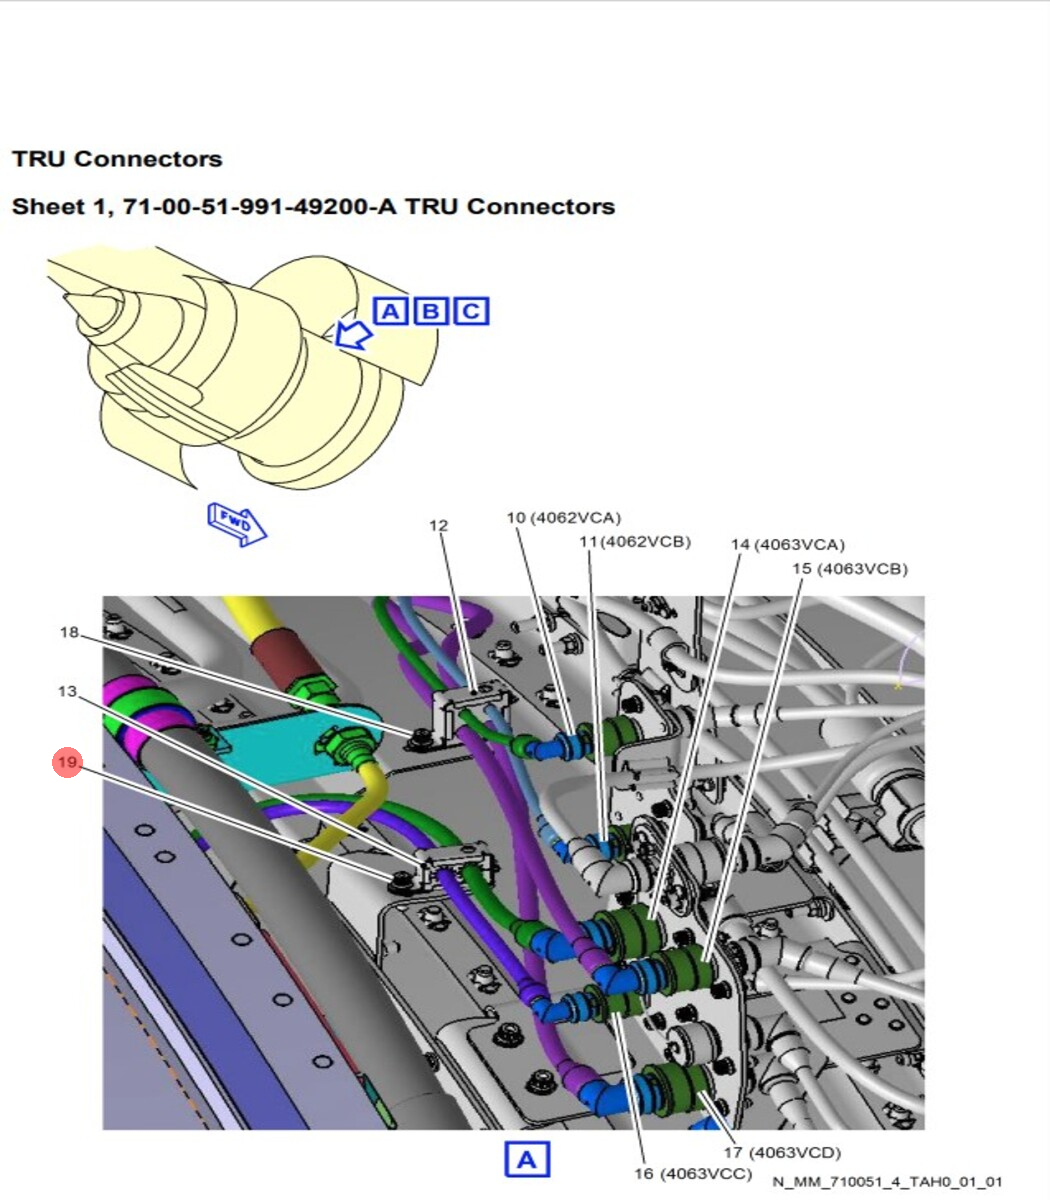 TRU Connectors
Sheet 1, 71-00-51-991-49200-A TRU Connectors
A B C
FWD
12
10 (4062VCA)
11(4062VCB)
14 (4063VCA)
15 (4063VCB)
18
13
19
17 (4063VCD)
A
16 (4063VCC)
N_MM_710051_4_TAH0_01_01